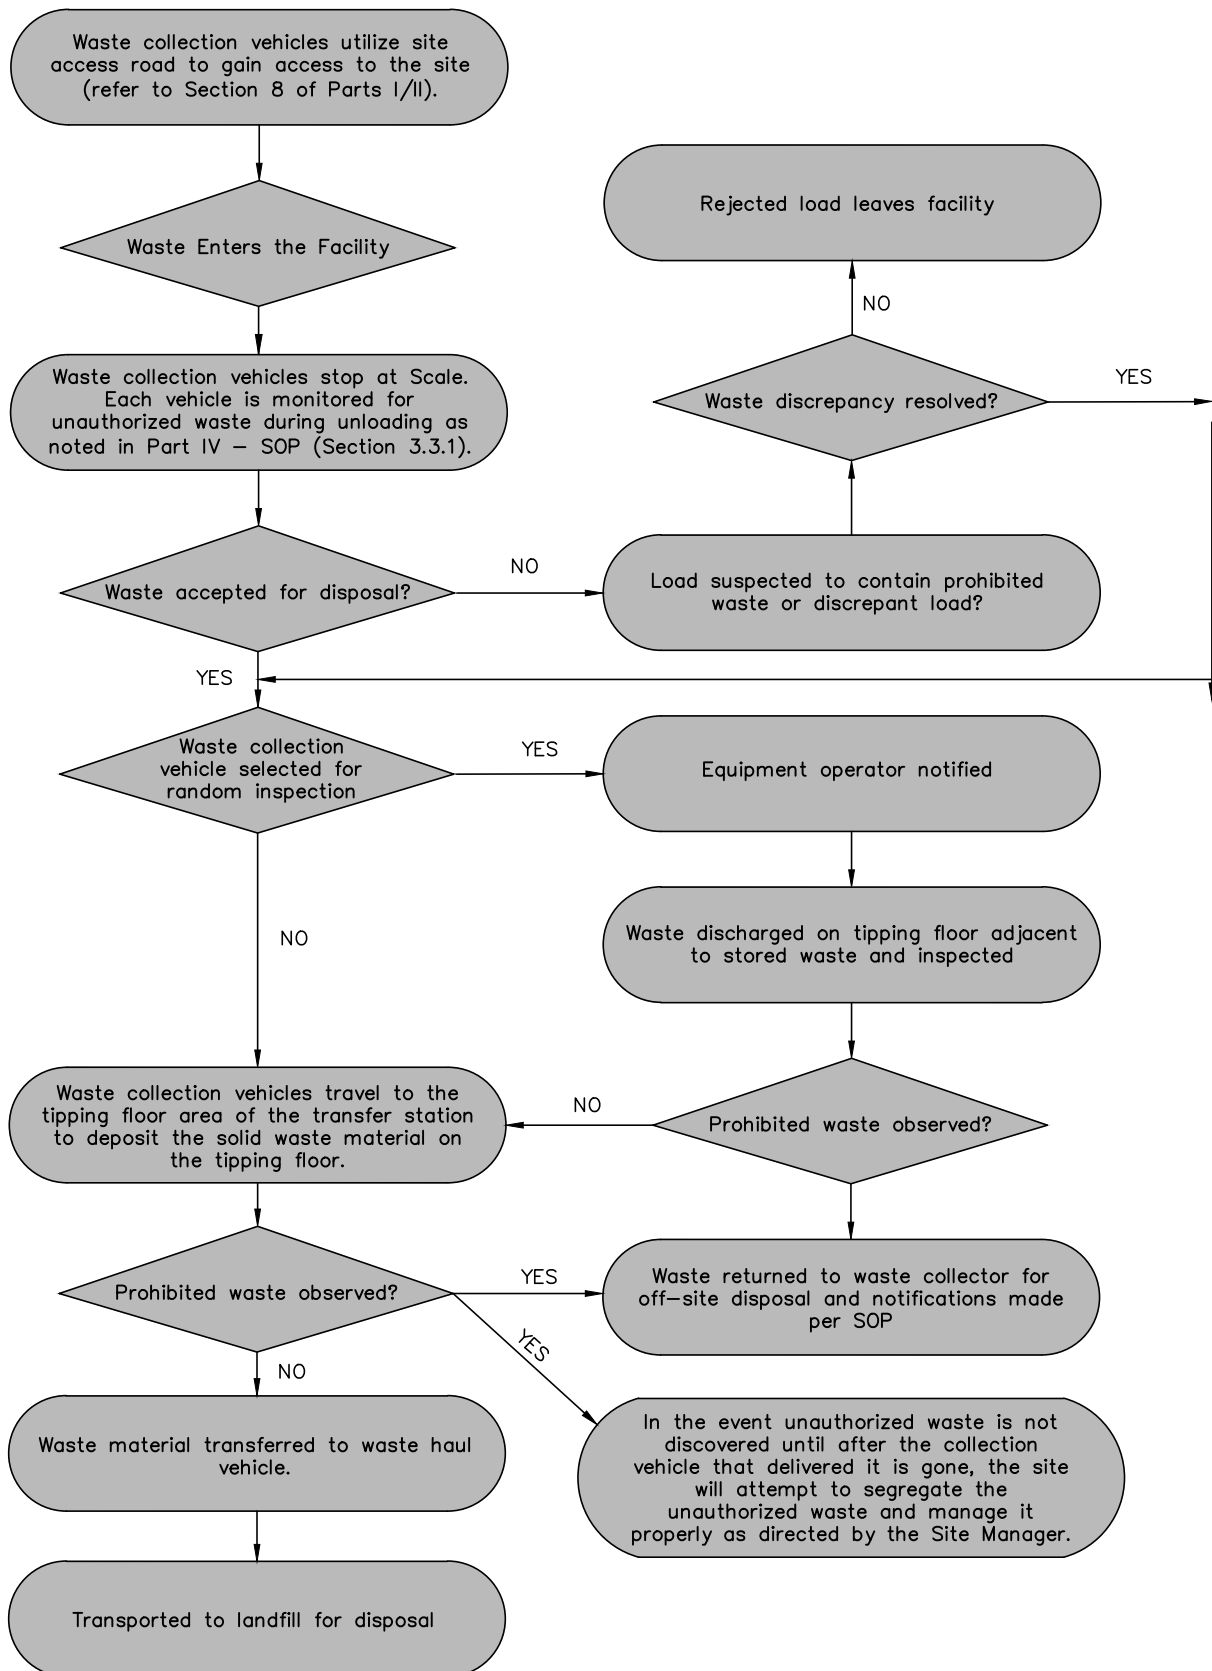 Waste collection vehicles utilize site
access road to gain access to the site
(refer to Section 8 of Parts I/II).
Waste Enters the Facility
Rejected load leaves facility
NO
Waste collection vehicles stop at Scale.
Each vehicle is monitored for
unauthorized waste during unloading as
noted in Part IV – SOP (Section 3.3.1).
Waste discrepancy resolved?
YES
Waste accepted for disposal?
NO
Load suspected to contain prohibited
waste or discrepant load?
YES
Waste collection
vehicle selected for
random inspection
YES
Equipment operator notified
NO
Waste discharged on tipping floor adjacent
to stored waste and inspected
Waste collection vehicles travel to the
tipping floor area of the transfer station
to deposit the solid waste material on
the tipping floor.
NO
Prohibited waste observed?
Prohibited waste observed?
YES
Waste returned to waste collector for
off–site disposal and notifications made
per SOP
YES
NO
Waste material transferred to waste haul
vehicle.
In the event unauthorized waste is not
discovered until after the collection
vehicle that delivered it is gone, the site
will attempt to segregate the
unauthorized waste and manage it
properly as directed by the Site Manager.
Transported to landfill for disposal